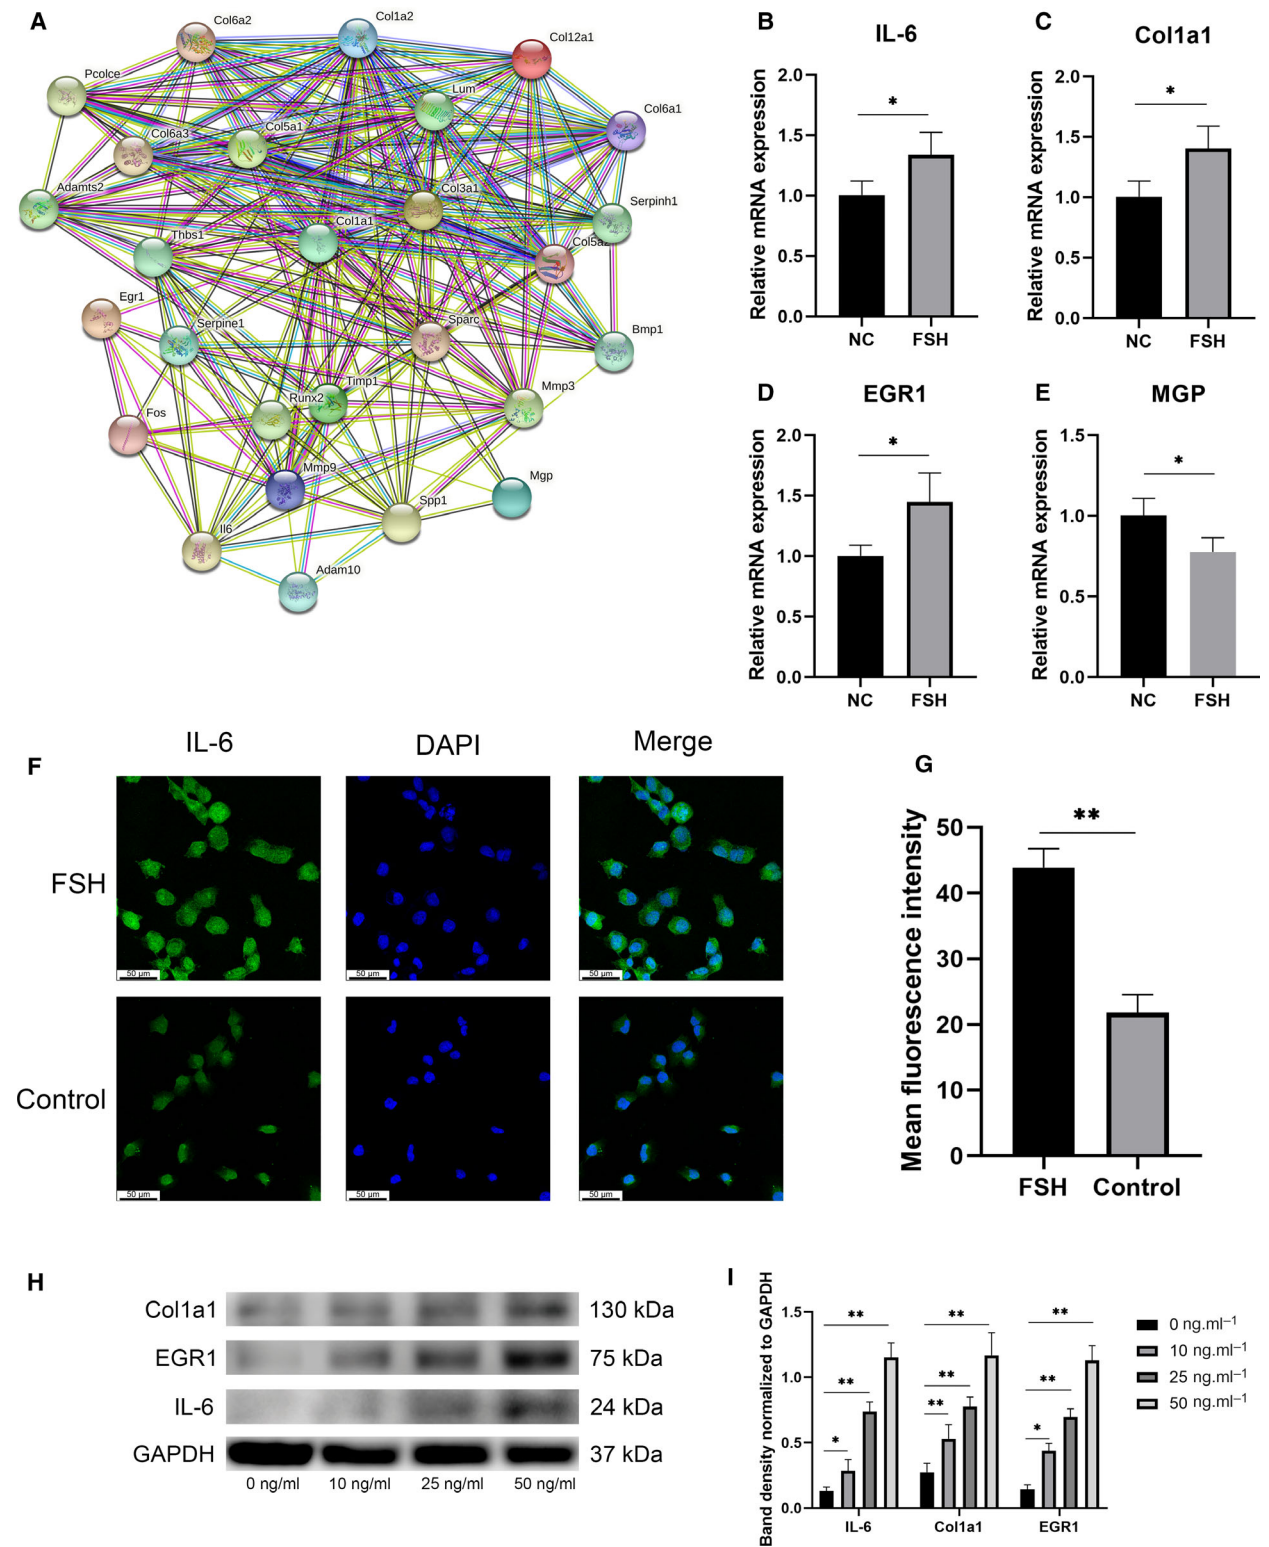 A
Col6a2
Col1a2
Col12a1
Pcolce
Lum
Col6a1
Col6a3
Col5a1
Adamts2
Col3a1
Serpinh1
Thbs1
Col1a1
Col5a2
Egr1
Serpine1
Sparc
Bmp1
Timp1
Mmp3
Runx2
Fos
Mmp9
Mgp
Spp1
Il6
Adam10
B
IL-6
Relative mRNA expression
2.0
1.5
1.0
0.5
0.0
*
NC
FSH
C
Col1a1
Relative mRNA expression
2.0
1.5
1.0
0.5
0.0
*
NC
FSH
D
EGR1
Relative mRNA expression
2.0
1.5
1.0
0.5
0.0
*
NC
FSH
E
MGP
Relative mRNA expression
1.5
1.0
0.5
0.0
*
NC
FSH
F
IL-6
DAPI
Merge
FSH
50 μm
50 μm
50 μm
Control
50 μm
50 μm
50 μm
G
Mean fluorescence intensity
50
40
30
20
10
0
**
FSH
Control
H
Col1a1
130 kDa
EGR1
75 kDa
IL-6
24 kDa
GAPDH
37 kDa
0 ng/ml
10 ng/ml
25 ng/ml
50 ng/ml
I
Band density normalized to GAPDH
1.5
1.0
0.5
0.0
**
**
*
**
**
**
**
**
*
IL-6
Col1a1
EGR1
0 ng.ml⁻¹
10 ng.ml⁻¹
25 ng.ml⁻¹
50 ng.ml⁻¹